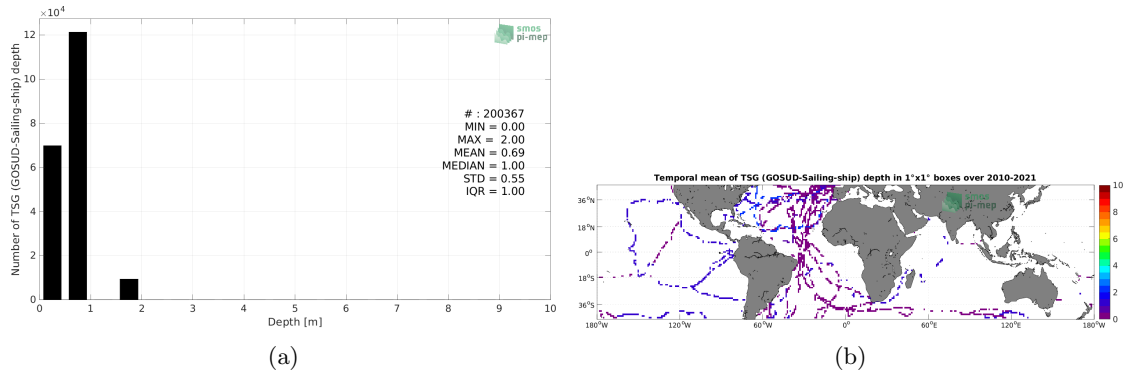 ×10⁴
smos
pi-mep
12
10
8
6
4
2
0
Number of TSG (GOSUD-Sailing-ship) depth
# : 200367
MIN = 0.00
MAX = 2.00
MEAN = 0.69
MEDIAN = 1.00
STD = 0.55
IQR = 1.00
0 1 2 3 4 5 6 7 8 9 10
Depth [m]
(a)
Temporal mean of TSG (GOSUD-Sailing-ship) depth in 1°x1° boxes over 2010-2021
smos
pi-mep
36°N
18°N
0°
18°S
36°S
180°W 120°W 60°W 0° 60°E 120°E 180°W
10
8
6
4
2
0
(b)